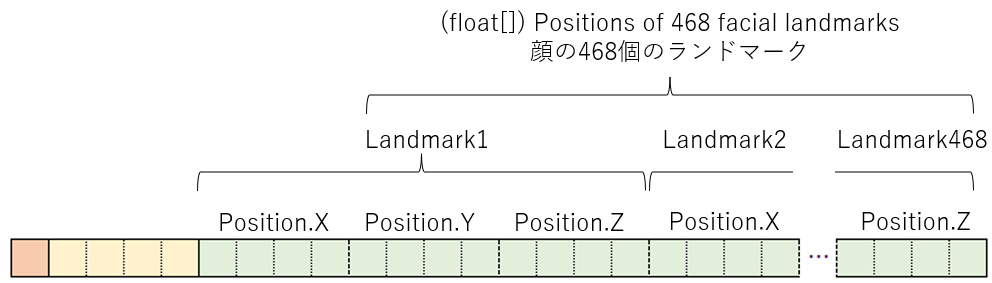 (float[]) Positions of 468 facial landmarks
顔の468個のランドマーク
Landmark1 Landmark2 Landmark468
Position.X Position.Y Position.Z Position.X Position.Z
...